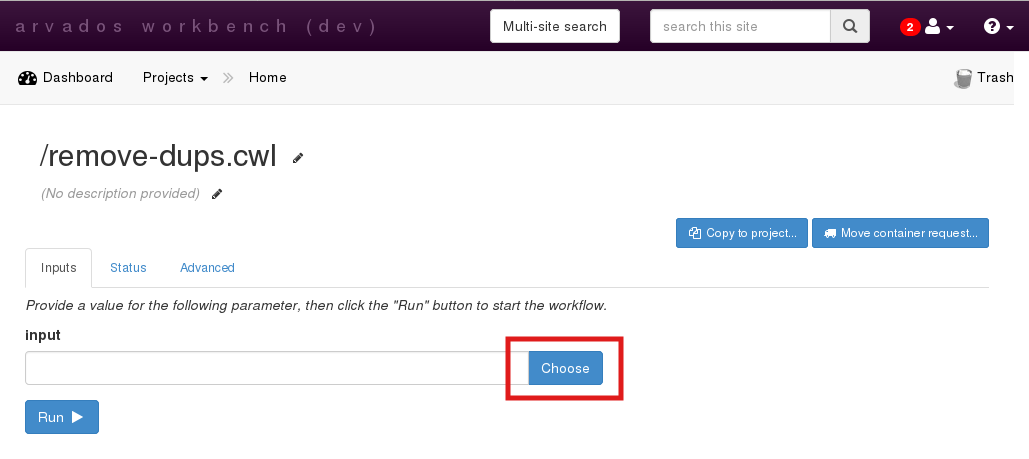 arvados workbench (dev)
Multi-site search
search this site
2
Dashboard
Projects
Home
Trash
/remove-dups.cwl
(No description provided)
Copy to project...
Move container request...
Inputs
Status
Advanced
Provide a value for the following parameter, then click the "Run" button to start the workflow.
input
Choose
Run